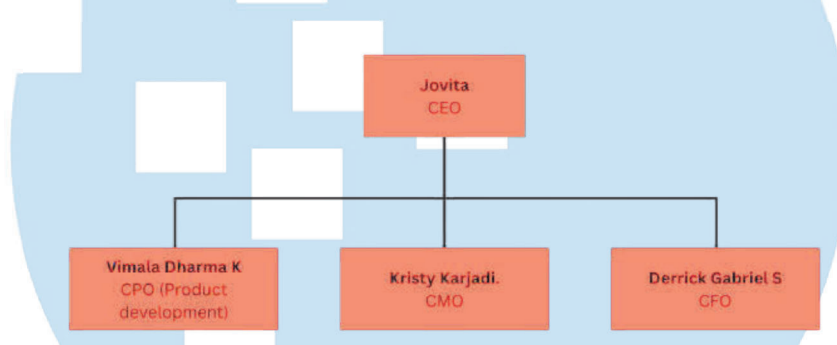 Jovita
CEO
Vimala Dharma K
CPO (Product
development)
Kristy Karjadi.
CMO
Derrick Gabriel S
CFO